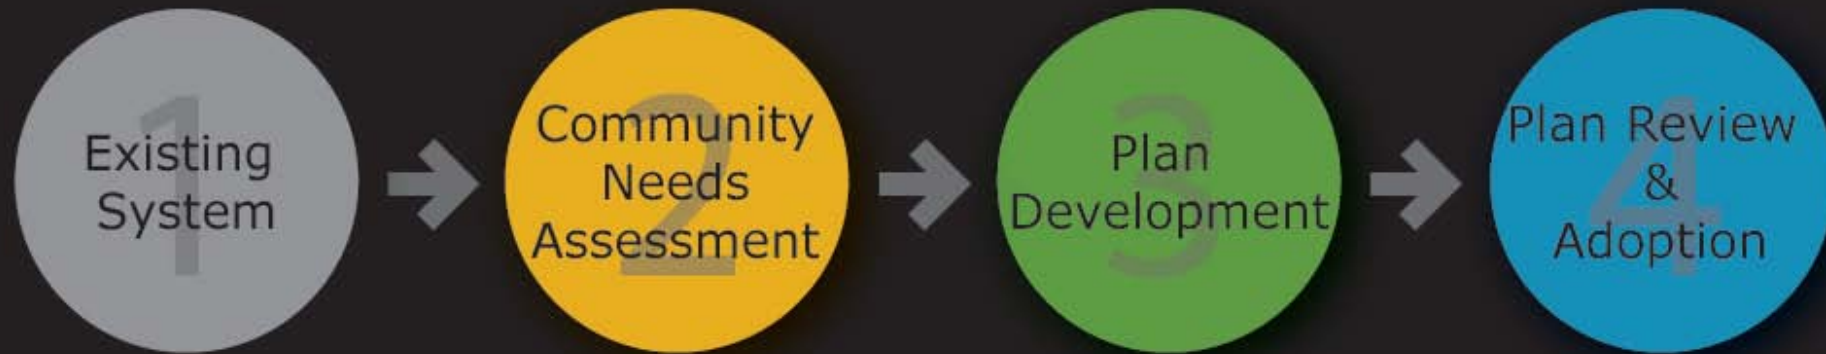 1
Existing
System
2
Community
Needs
Assessment
3
Plan
Development
4
Plan Review
&
Adoption